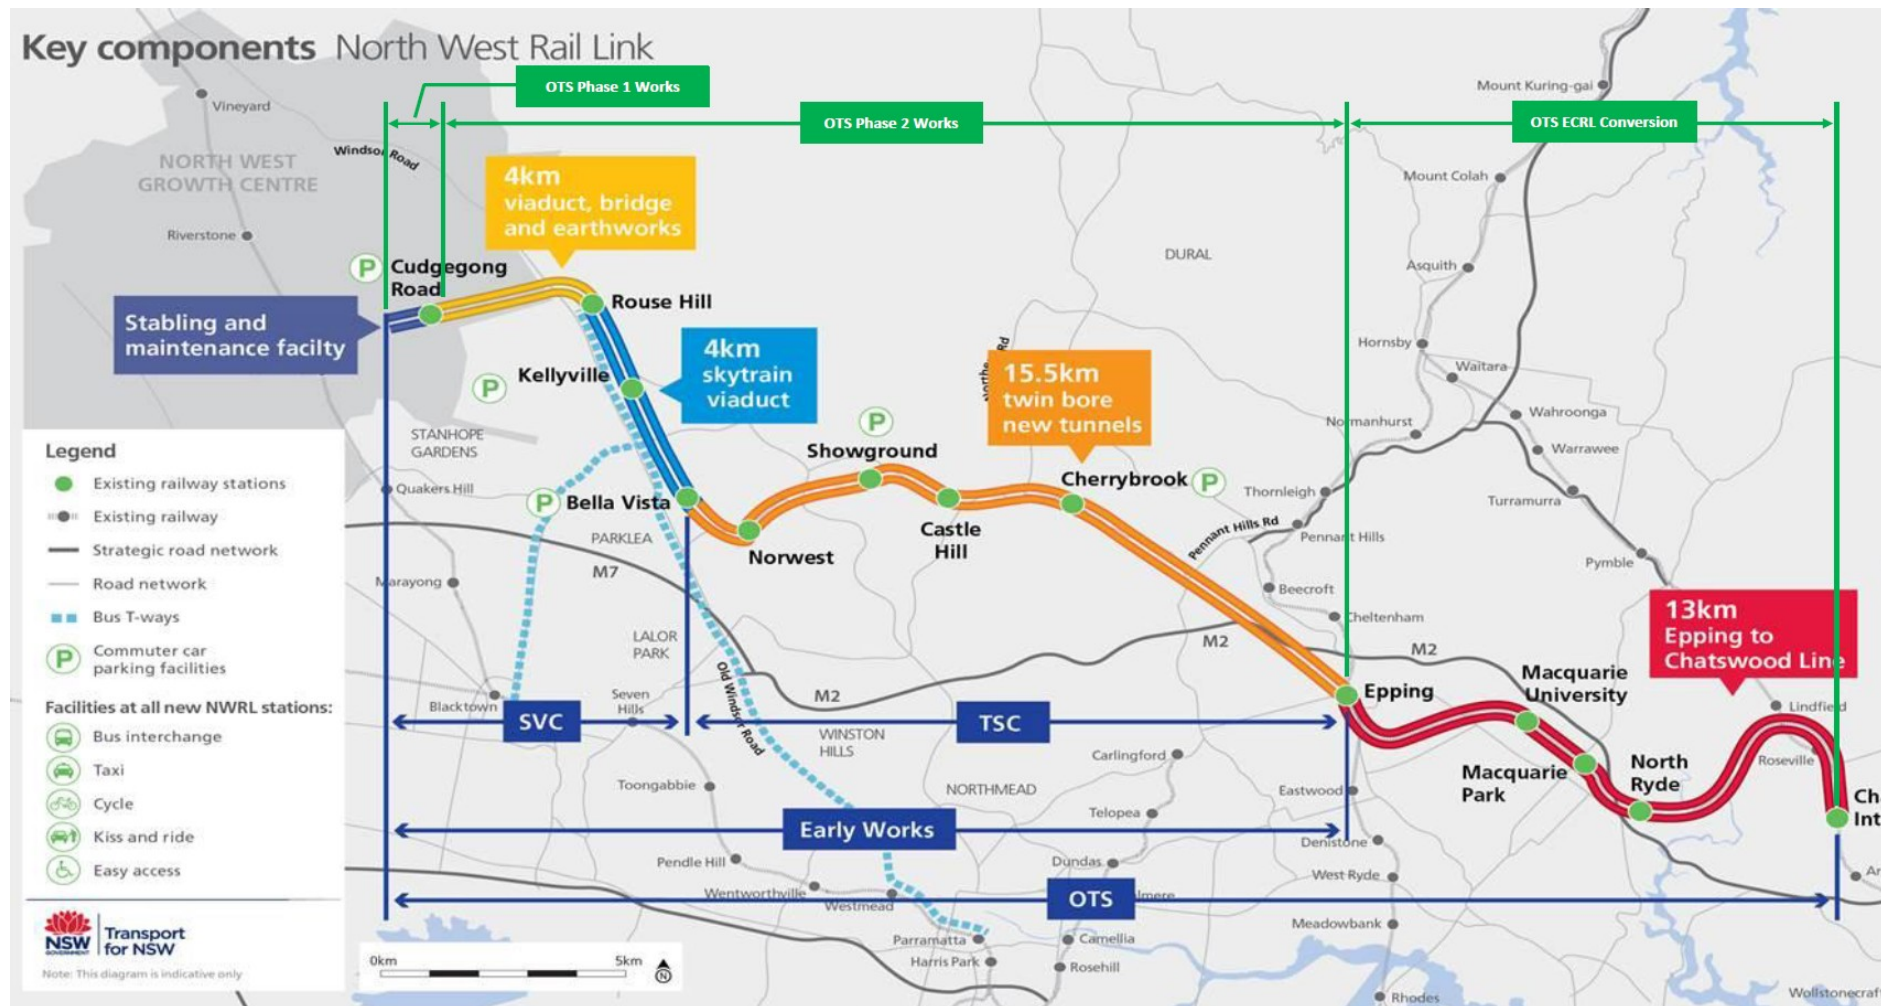 Key components North West Rail Link
OTS Phase 1 Works
OTS Phase 2 Works
OTS ECRL Conversion
Mount Kuring-gai
Vineyard
Windsor Road
NORTH WEST
GROWTH CENTRE
4km
viaduct, bridge
and earthworks
Mount Colah
Riverstone
DURAL
Asquith
P
Cudgegong
Road
Rouse Hill
Stabling and
maintenance facilty
4km
skytrain
viaduct
Hornsby
Waitara
Kellyville
P
Rd
15.5km
twin bore
new tunnels
Wahroonga
Normanhurst
Warrawee
STANHOPE
GARDENS
P
Showground
Cherrybrook
P
Thornleigh
Turramurra
Quakers Hill
P
Bella Vista
Castle
Hill
Norwest
Pennant Hills Rd
Pennant Hills
PARKLEA
M7
Pymble
Marayong
Beecroft
Cheltenham
LALOR
PARK
M2
M2
13km
Epping to
Chatswood Line
Old Windsor Road
M2
Epping
Macquarie
University
Lindfield
Blacktown
SVC
Seven
Hills
TSC
WINSTON
HILLS
Carlingford
Macquarie
Park
North
Ryde
Roseville
Toongabbie
NORTHMEAD
Eastwood
Telopea
Early Works
Denistone
Pendle Hill
Dundas
West Ryde
Wentworthville
Westmead
OTS
Meadowbank
Parramatta
Camellia
Harris Park
Rosehill
Rhodes
Wollstonecraft
Legend
Existing railway stations
Existing railway
Strategic road network
Road network
Bus T-ways
P
Commuter car
parking facilities
Facilities at all new NWRL stations:
Bus interchange
Taxi
Cycle
Kiss and ride
Easy access
NSW
GOVERNMENT
Transport
for NSW
Note: This diagram is indicative only
0km
5km
N